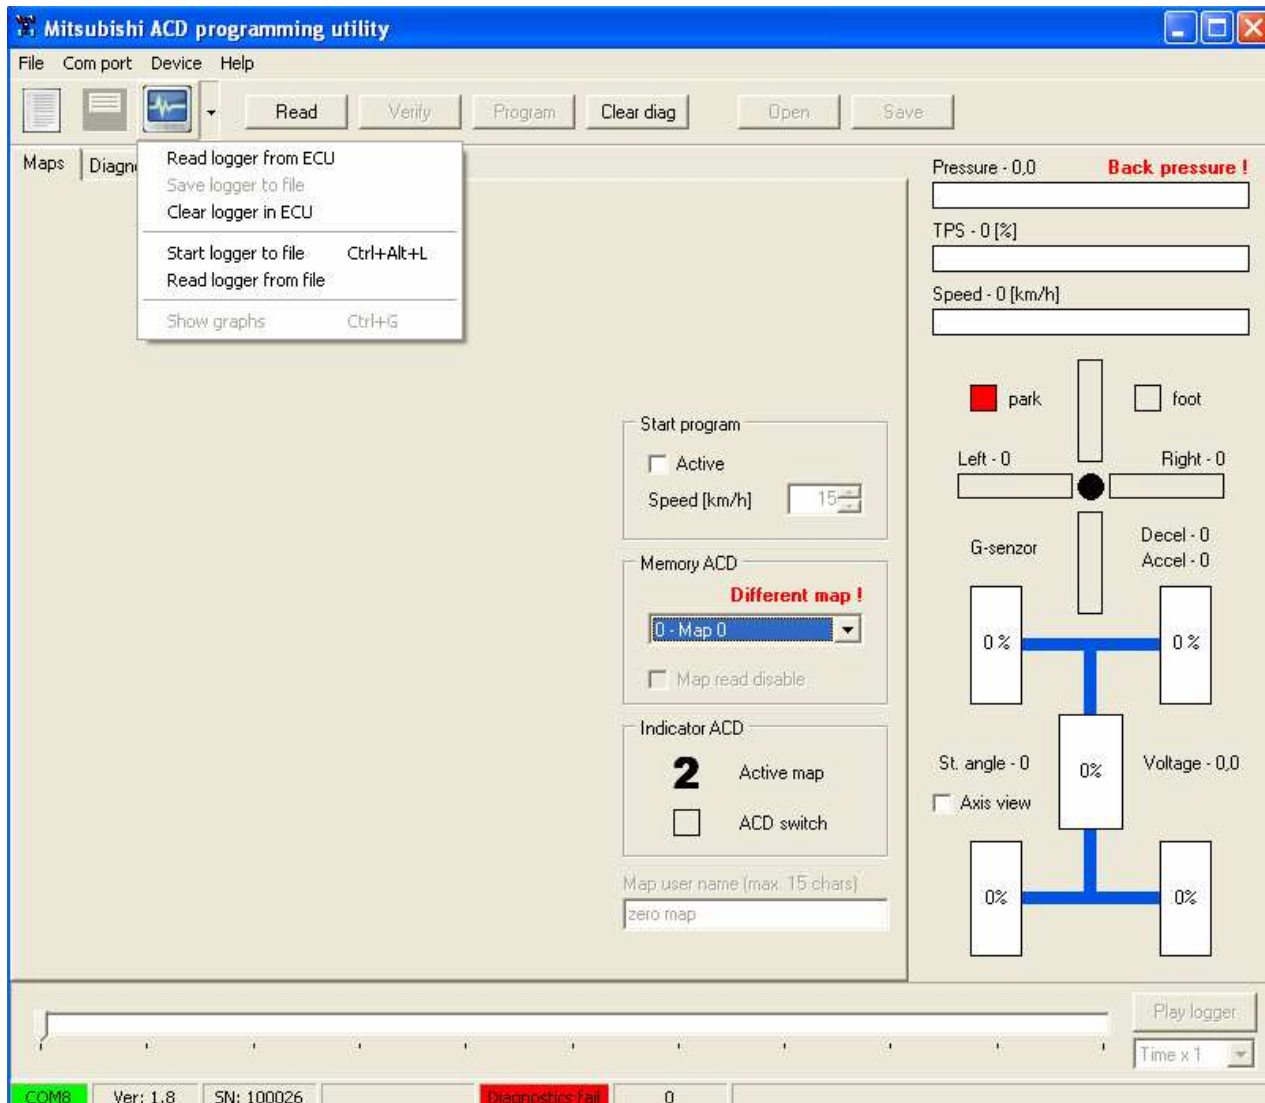 Mitsubishi ACD programming utility
File Com port Device Help
Read Verify Program Clear diag Open Save
Maps
Read logger from ECU
Save logger to file
Clear logger in ECU
Start logger to file Ctrl+Alt+L
Read logger from file
Show graphs Ctrl+G
Start program
Active
Speed [km/h] 15
Memory ACD
Different map !
0 - Map 0
Map read disable
Indicator ACD
2 Active map
ACD switch
Map user name (max. 15 chars)
zero map
Pressure - 0,0 Back pressure !
TPS - 0 [%]
Speed - 0 [km/h]
park foot
Left - 0 Right - 0
G-senzor
Decel - 0
Accel - 0
0 % 0 %
St. angle - 0 0% Voltage - 0,0
Axis view
0% 0%
Play logger
Time x 1
COM8 Ver: 1.8 SN: 100026 Diagnostics fail 0